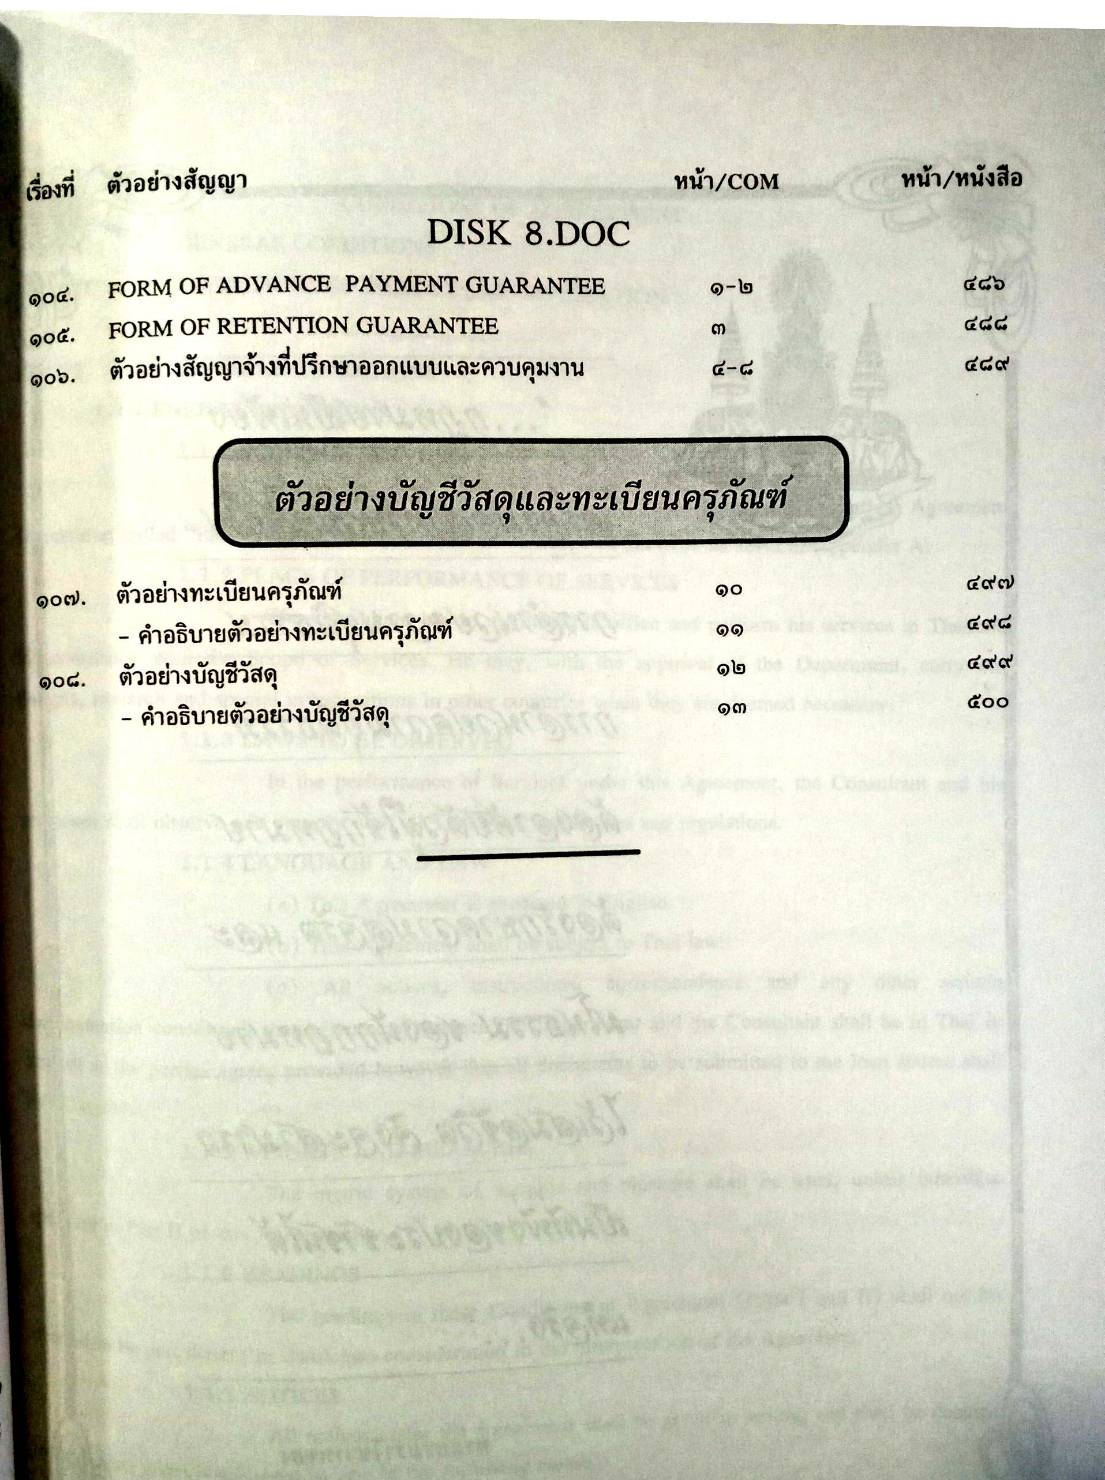 เรื่องที่ ตัวอย่างสัญญา หน้า/COM หน้า/หนังสือ
DISK 8.DOC
๑๐๔. FORM OF ADVANCE PAYMENT GUARANTEE ๑-๒ ๔๘๖
๑๐๕. FORM OF RETENTION GUARANTEE ๓ ๔๘๘
๑๐๖. ตัวอย่างสัญญาจ้างที่ปรึกษาออกแบบและควบคุมงาน ๔-๘ ๔๘๙
ตัวอย่างบัญชีวัสดุและทะเบียนครุภัณฑ์
๑๐๗. ตัวอย่างทะเบียนครุภัณฑ์ ๑๐ ๔๙๗
- คำอธิบายตัวอย่างทะเบียนครุภัณฑ์ ๑๑ ๔๙๘
๑๐๘. ตัวอย่างบัญชีวัสดุ ๑๒ ๔๙๙
- คำอธิบายตัวอย่างบัญชีวัสดุ ๑๓ ๕๐๐